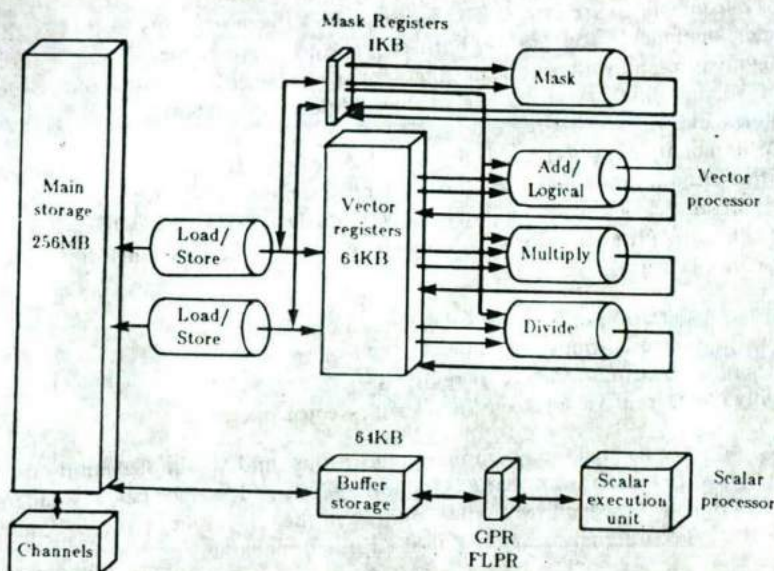 Mask Registers
1KB
Mask
Main
storage
256MB
Load/
Store
Load/
Store
Vector
registers
64KB
Add/
Logical
Multiply
Divide
Vector
processor
64KB
Buffer
storage
GPR
FLPR
Scalar
execution
unit
Scalar
processor
Channels